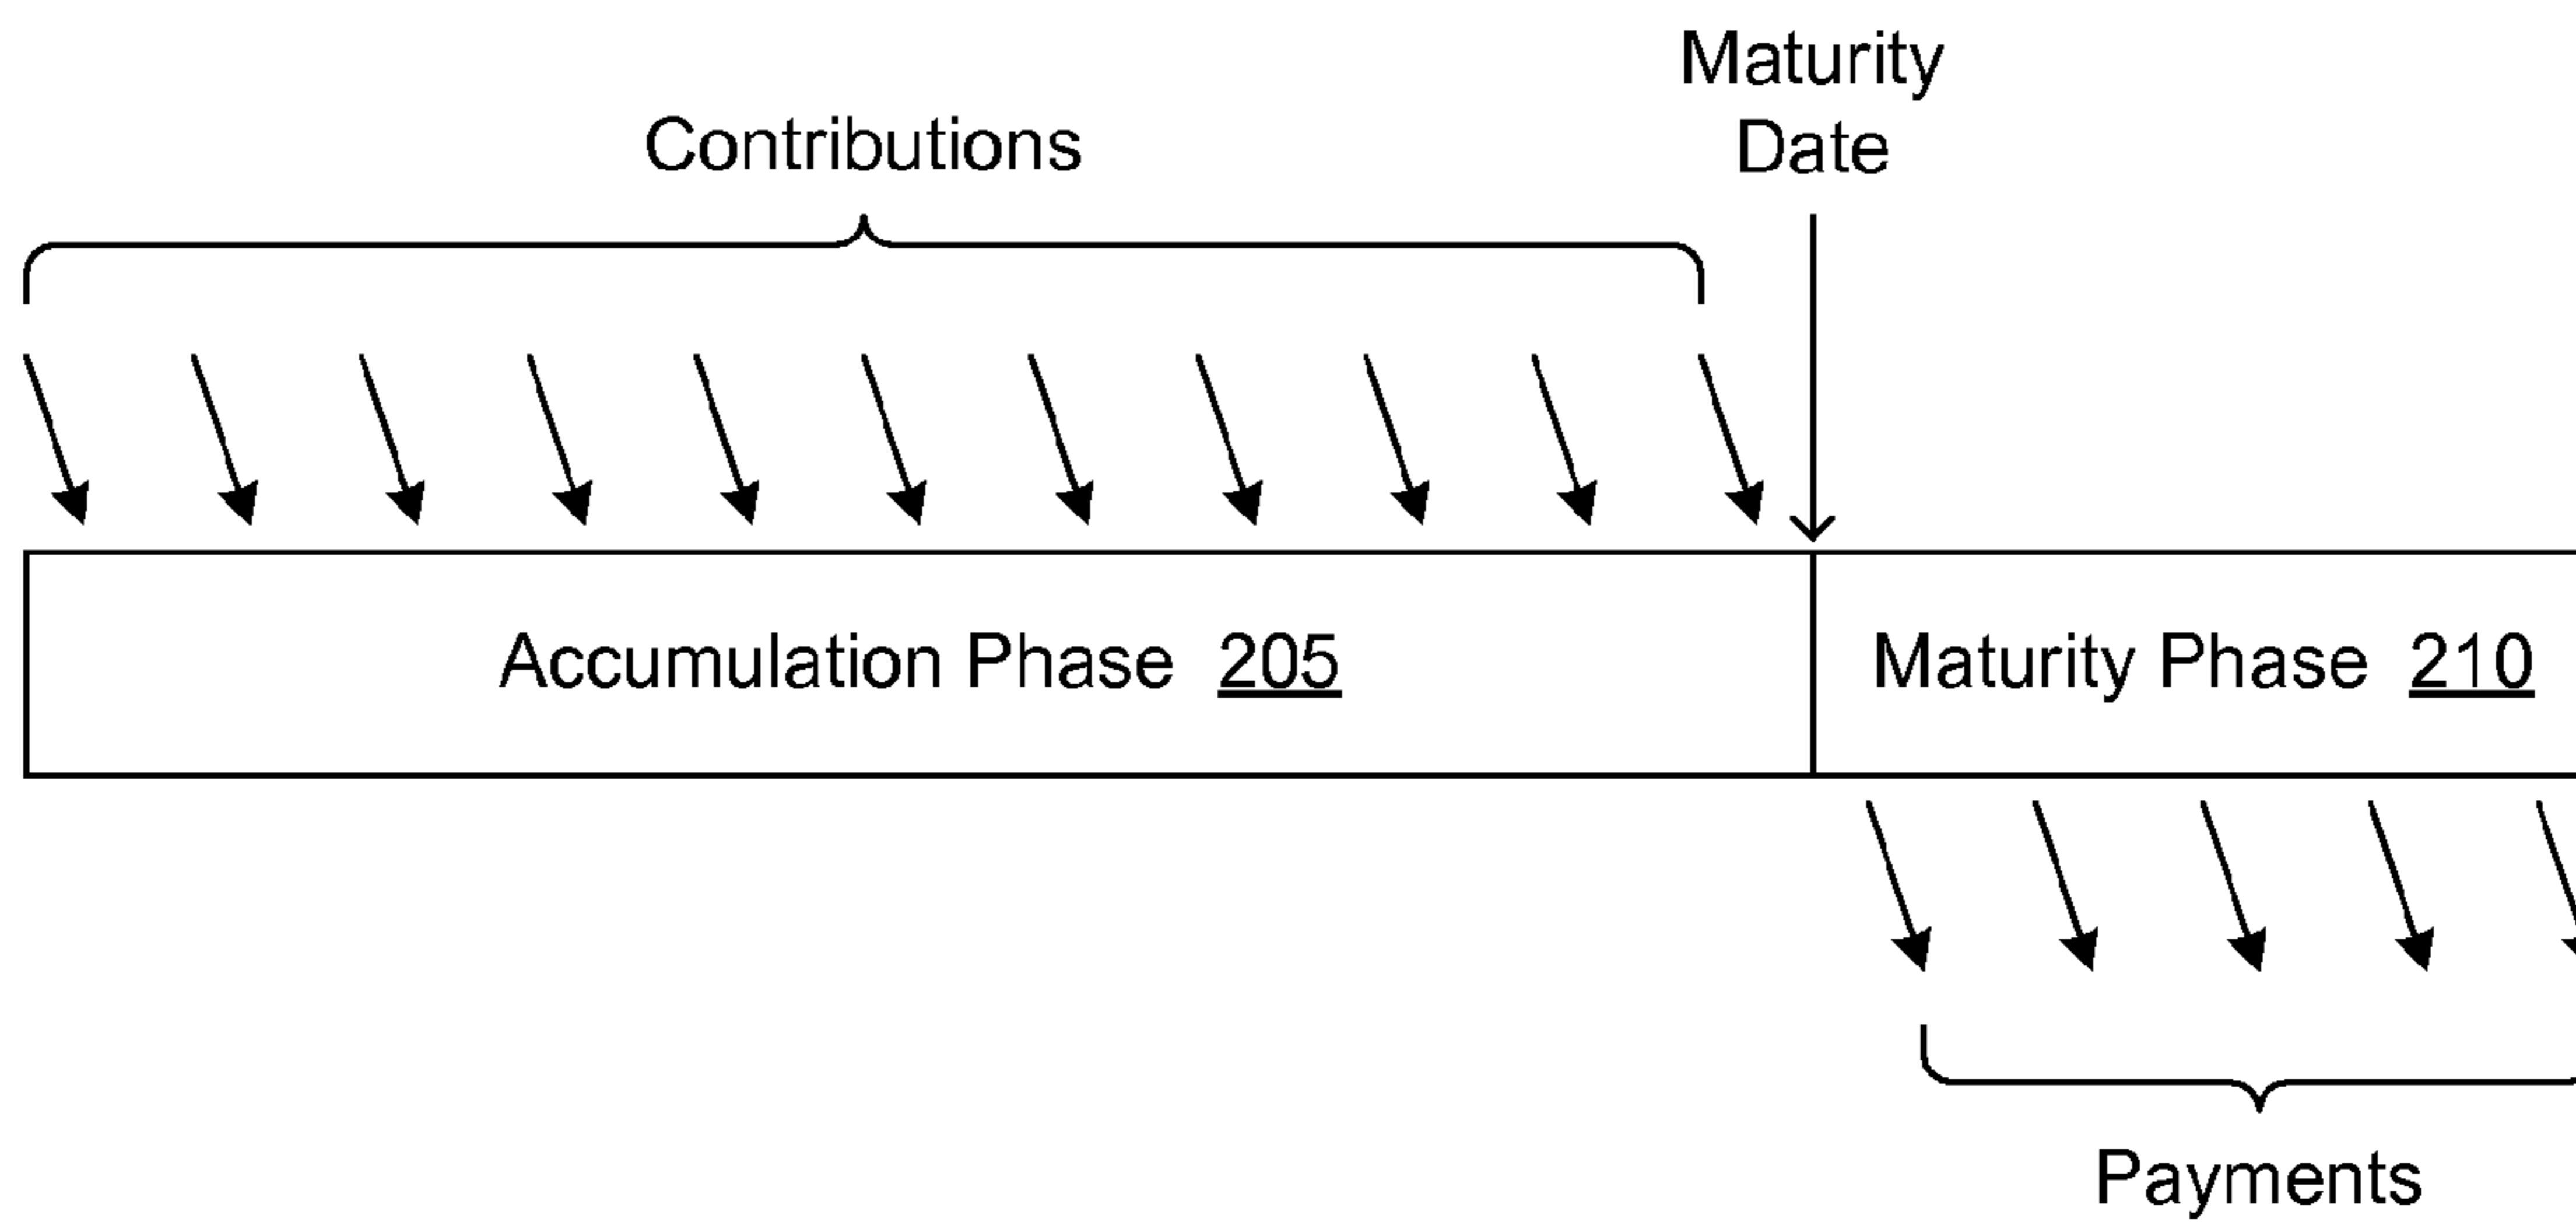 Maturity
Date
Contributions
Accumulation Phase 205
Maturity Phase 210
Payments